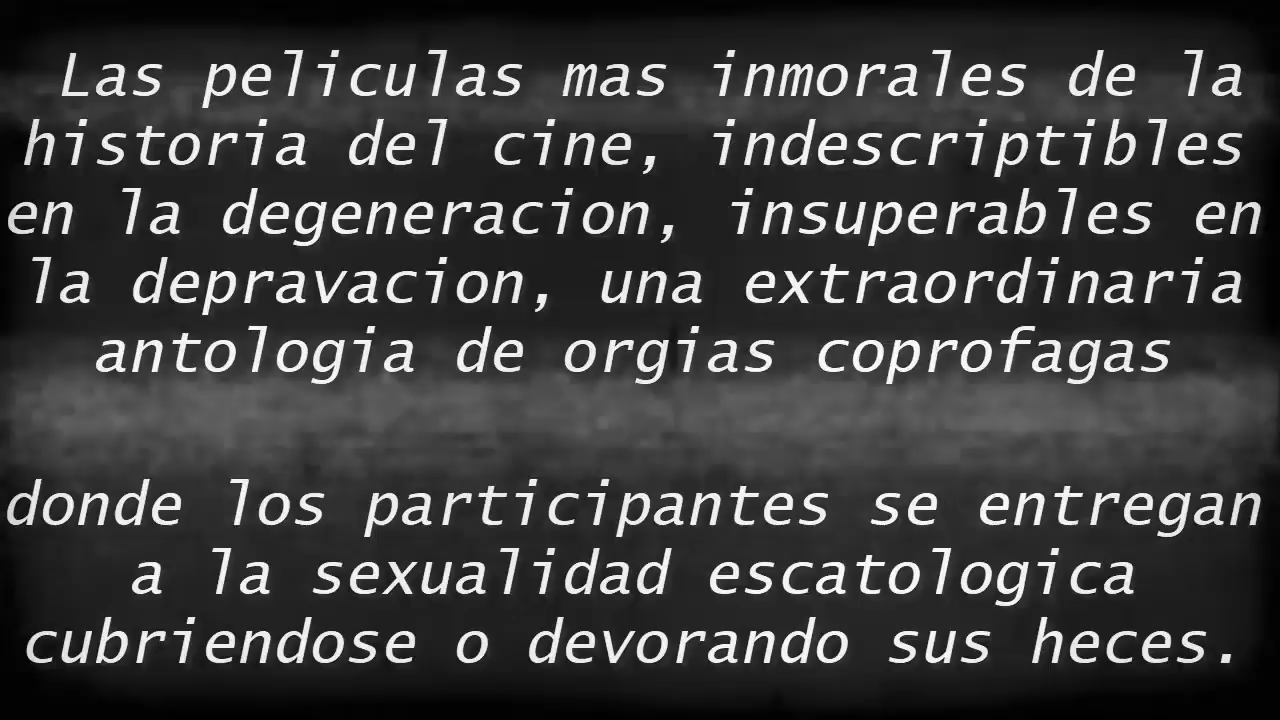 Las peliculas mas inmorales de la
historia del cine, indescriptibles
en la degeneracion, insuperables en
la depravacion, una extraordinaria
antologia de orgias coprofagas
donde los participantes se entregan
a la sexualidad escatologica
cubriendose o devorando sus heces.